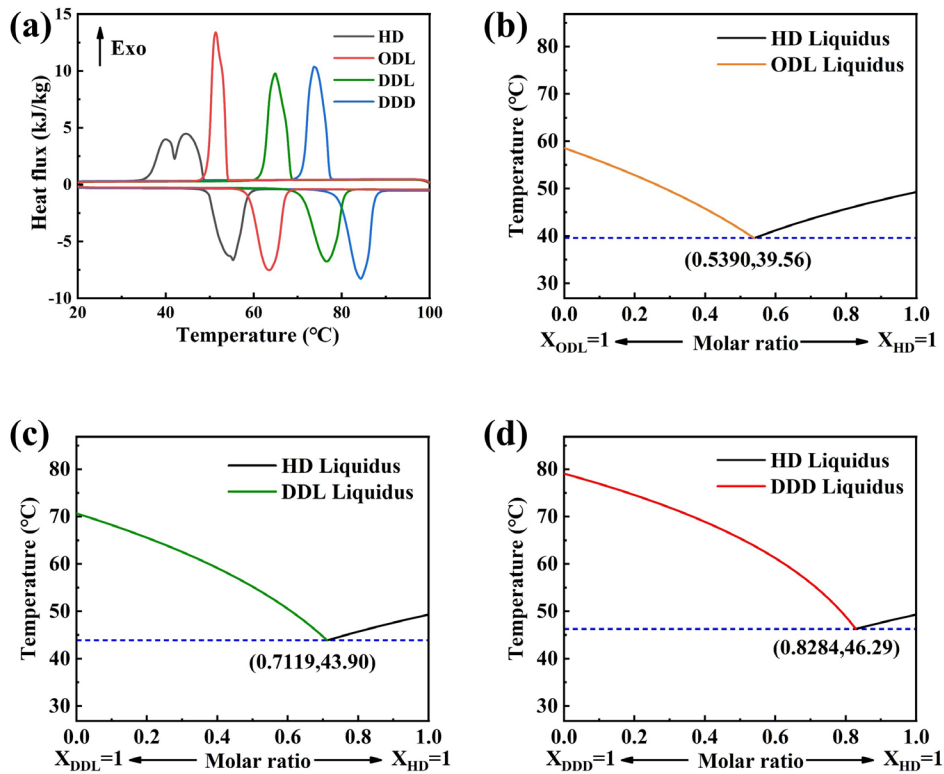 (a)
Exo
HD
ODL
DDL
DDD
Heat flux (kJ/kg)
15
10
5
0
-5
-10
20
40
60
80
100
Temperature (℃)
(b)
HD Liquidus
ODL Liquidus
Temperature (℃)
80
70
60
50
40
30
(0.5390,39.56)
0.0
0.2
0.4
0.6
0.8
1.0
X_ODL=1
Molar ratio
X_HD=1
(c)
HD Liquidus
DDL Liquidus
Temperature (℃)
80
70
60
50
40
30
(0.7119,43.90)
0.0
0.2
0.4
0.6
0.8
1.0
X_DDL=1
Molar ratio
X_HD=1
(d)
HD Liquidus
DDD Liquidus
Temperature (℃)
80
70
60
50
40
30
(0.8284,46.29)
0.0
0.2
0.4
0.6
0.8
1.0
X_DDD=1
Molar ratio
X_HD=1